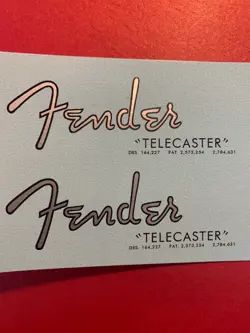 Fender
"TELECASTER"
DES. 164,227 PAT. 2,573,254 2,784,631
Fender
"TELECASTER"
DES. 164,227 PAT. 2,573,254 2,784,631